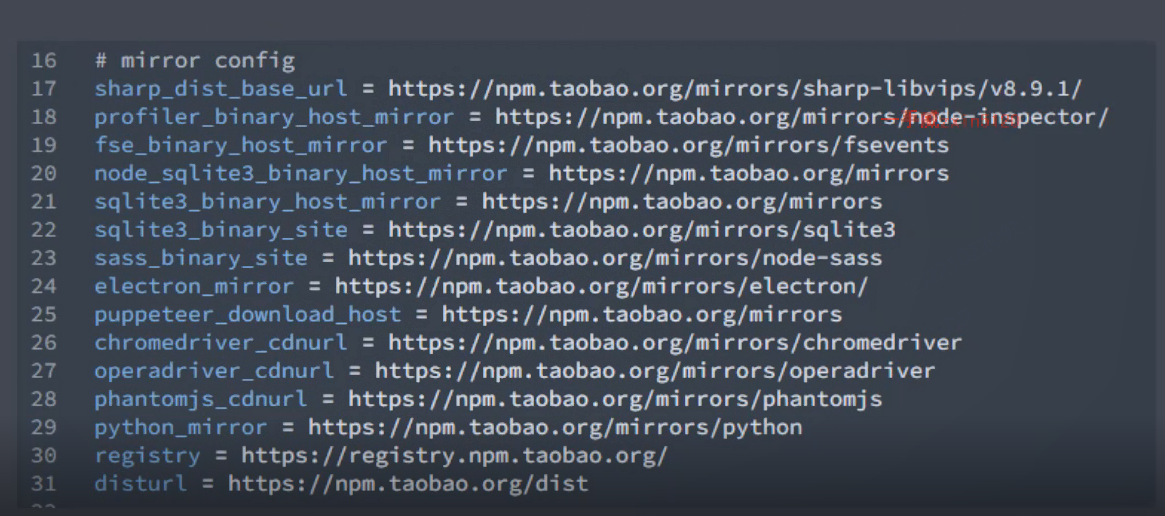 16 # mirror config
17 sharp_dist_base_url = https://npm.taobao.org/mirrors/sharp-libvips/v8.9.1/
18 profiler_binary_host_mirror = https://npm.taobao.org/mirrors/node-inspector/
19 fse_binary_host_mirror = https://npm.taobao.org/mirrors/fsevents
20 node_sqlite3_binary_host_mirror = https://npm.taobao.org/mirrors
21 sqlite3_binary_host_mirror = https://npm.taobao.org/mirrors
22 sqlite3_binary_site = https://npm.taobao.org/mirrors/sqlite3
23 sass_binary_site = https://npm.taobao.org/mirrors/node-sass
24 electron_mirror = https://npm.taobao.org/mirrors/electron/
25 puppeteer_download_host = https://npm.taobao.org/mirrors
26 chromedriver_cdnurl = https://npm.taobao.org/mirrors/chromedriver
27 operadriver_cdnurl = https://npm.taobao.org/mirrors/operadriver
28 phantomjs_cdnurl = https://npm.taobao.org/mirrors/phantomjs
29 python_mirror = https://npm.taobao.org/mirrors/python
30 registry = https://registry.npm.taobao.org/
31 disturl = https://npm.taobao.org/dist